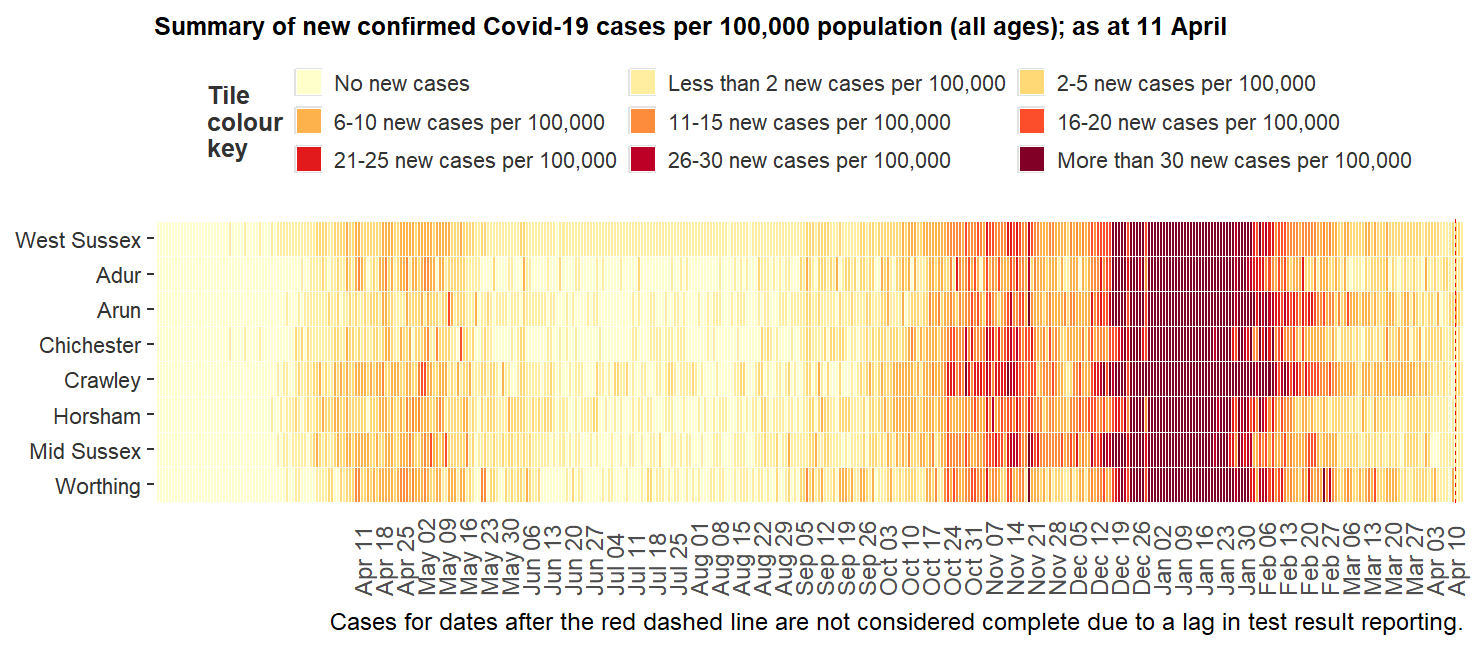 Summary of new confirmed Covid-19 cases per 100,000 population (all ages); as at 11 April
Tile
colour
key
No new cases
Less than 2 new cases per 100,000
2-5 new cases per 100,000
6-10 new cases per 100,000
11-15 new cases per 100,000
16-20 new cases per 100,000
21-25 new cases per 100,000
26-30 new cases per 100,000
More than 30 new cases per 100,000
West Sussex
Adur
Arun
Chichester
Crawley
Horsham
Mid Sussex
Worthing
Apr 11
Apr 18
Apr 25
May 02
May 09
May 16
May 23
May 30
Jun 06
Jun 13
Jun 20
Jun 27
Jul 04
Jul 11
Jul 18
Jul 25
Aug 01
Aug 08
Aug 15
Aug 22
Aug 29
Sep 05
Sep 12
Sep 19
Sep 26
Oct 03
Oct 10
Oct 17
Oct 24
Oct 31
Nov 07
Nov 14
Nov 21
Nov 28
Dec 05
Dec 12
Dec 19
Dec 26
Jan 02
Jan 09
Jan 16
Jan 23
Jan 30
Feb 06
Feb 13
Feb 20
Feb 27
Mar 06
Mar 13
Mar 20
Mar 27
Apr 03
Apr 10
Cases for dates after the red dashed line are not considered complete due to a lag in test result reporting.